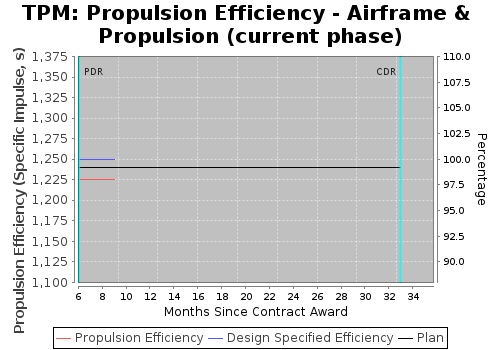 TPM: Propulsion Efficiency - Airframe &
Propulsion (current phase)
Propulsion Efficiency (Specific Impulse, s)
1,375
1,350
1,325
1,300
1,275
1,250
1,225
1,200
1,175
1,150
1,125
1,100
PDR
CDR
110.0
107.5
105.0
102.5
100.0
97.5
95.0
92.5
90.0
Percentage
6 8 10 12 14 16 18 20 22 24 26 28 30 32 34
Months Since Contract Award
Propulsion Efficiency Design Specified Efficiency Plan